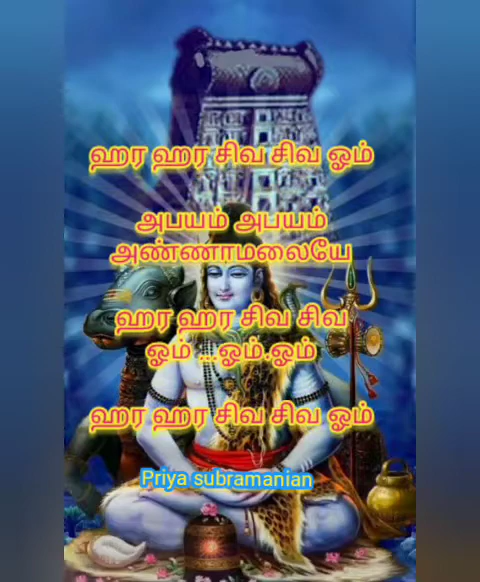 ஹர ஹர சிவ சிவ ஓம்
அபயம் அபயம்
அண்ணாமலையே
ஹர ஹர சிவ சிவ
ஓம் ...ஓம்.ஓம்
ஹர ஹர சிவ சிவ ஓம்
Priya subramanian